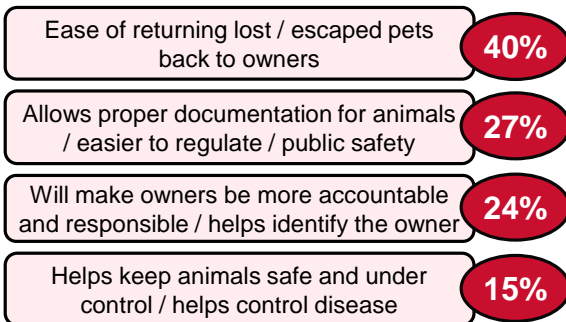 Ease of returning lost / escaped pets
back to owners
40%
Allows proper documentation for animals
/ easier to regulate / public safety
27%
Will make owners be more accountable
and responsible / helps identify the owner
24%
Helps keep animals safe and under
control / helps control disease
15%